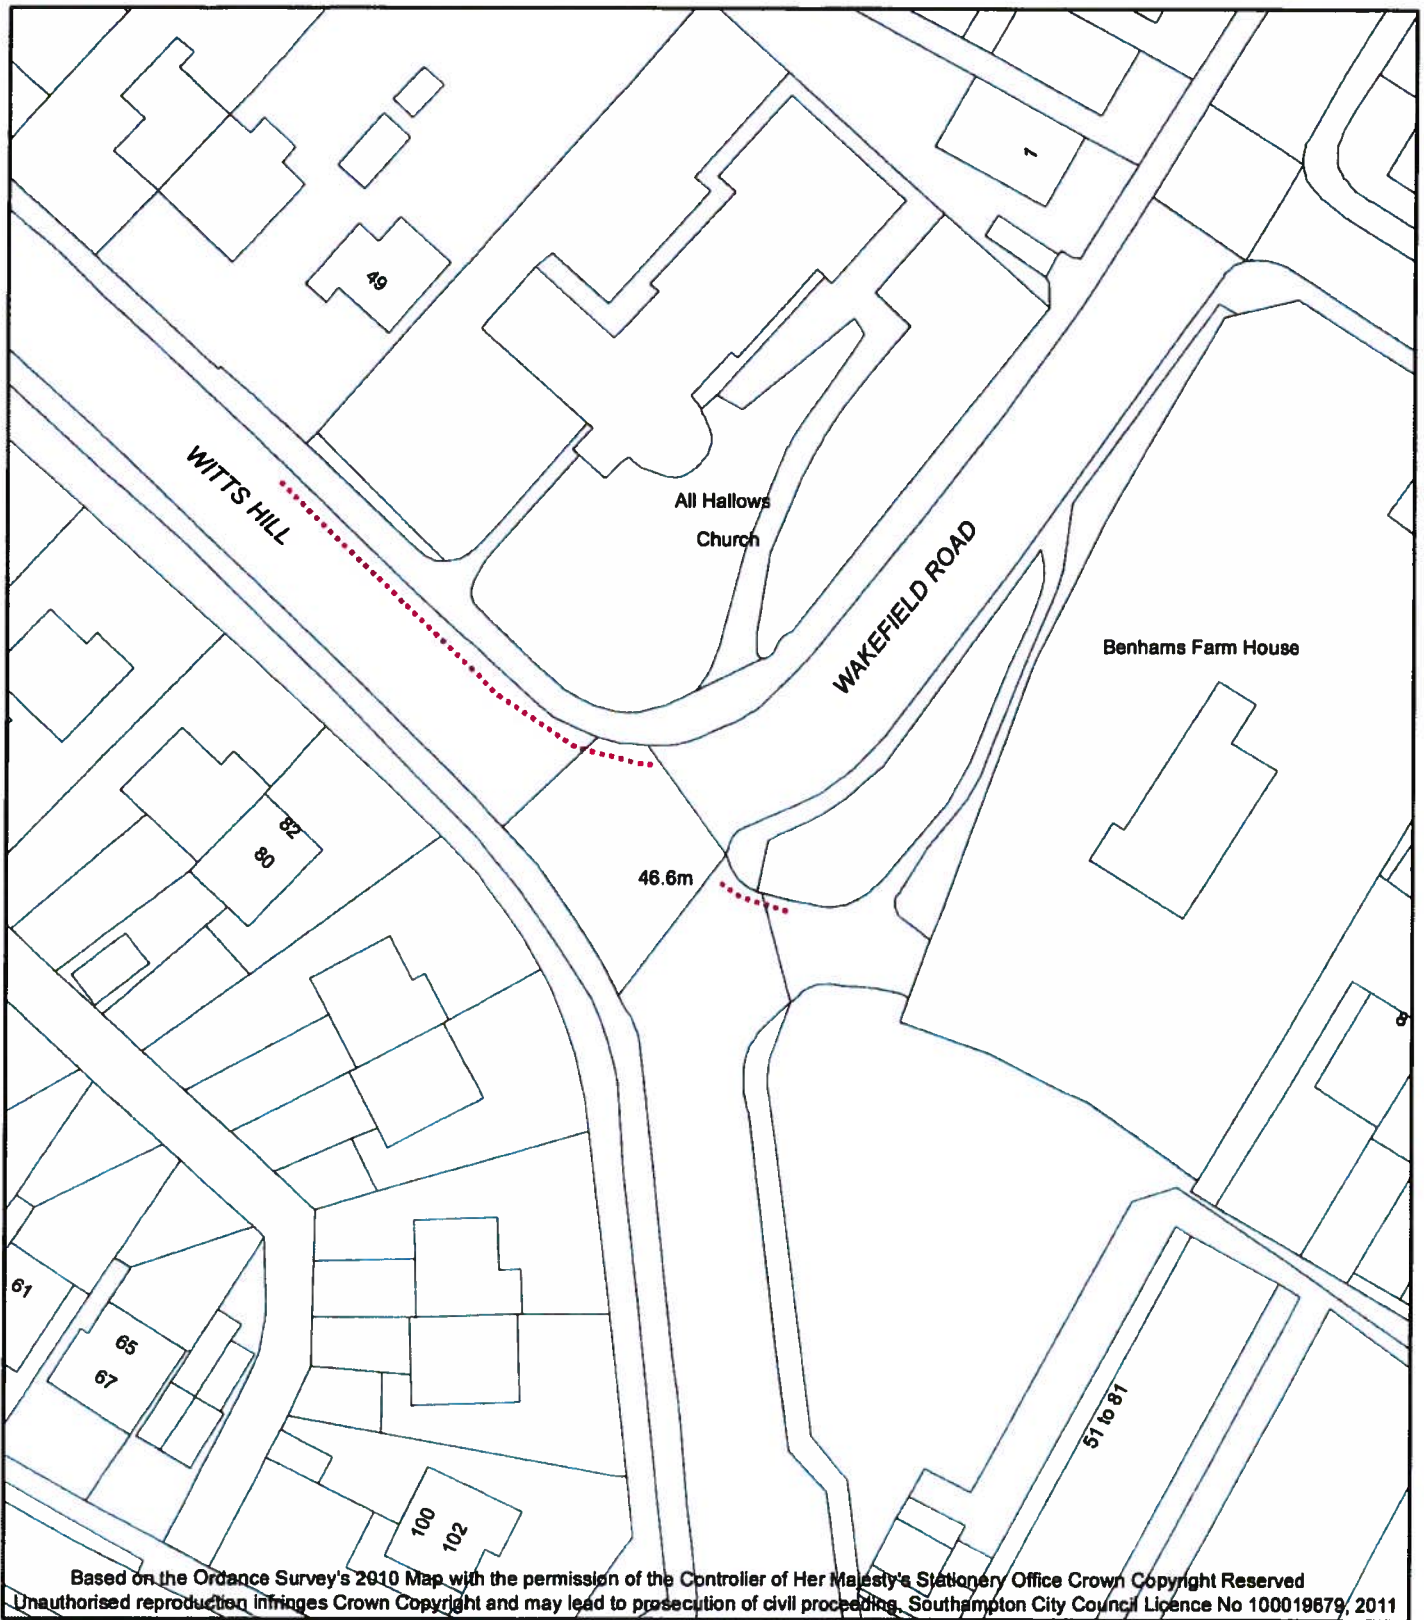 1
49
WITTS HILL
All Hallows
Church
WAKEFIELD ROAD
Benhams Farm House
82
80
46.6m
8
61
65
67
51 to 81
100
102
Based on the Ordance Survey's 2010 Map with the permission of the Controller of Her Majesty's Stationery Office Crown Copyright Reserved
Unauthorised reproduction infringes Crown Copyright and may lead to prosecution of civil proceeding, Southampton City Council Licence No 100019679, 2011